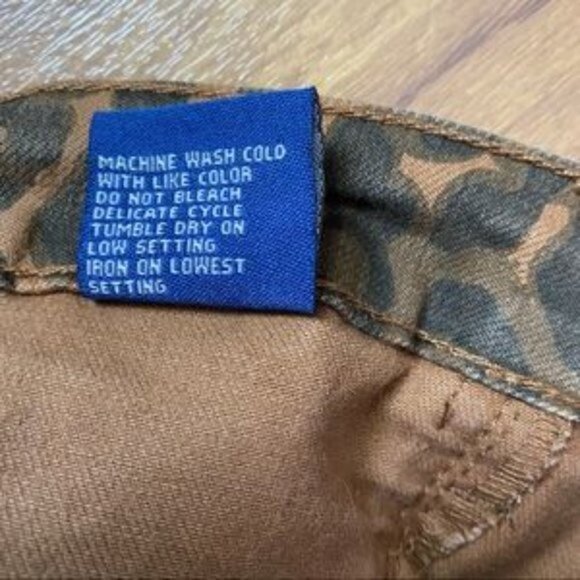 MACHINE WASH COLD
WITH LIKE COLOR
DO NOT BLEACH
DELICATE CYCLE
TUMBLE DRY ON
LOW SETTING
IRON ON LOWEST
SETTING